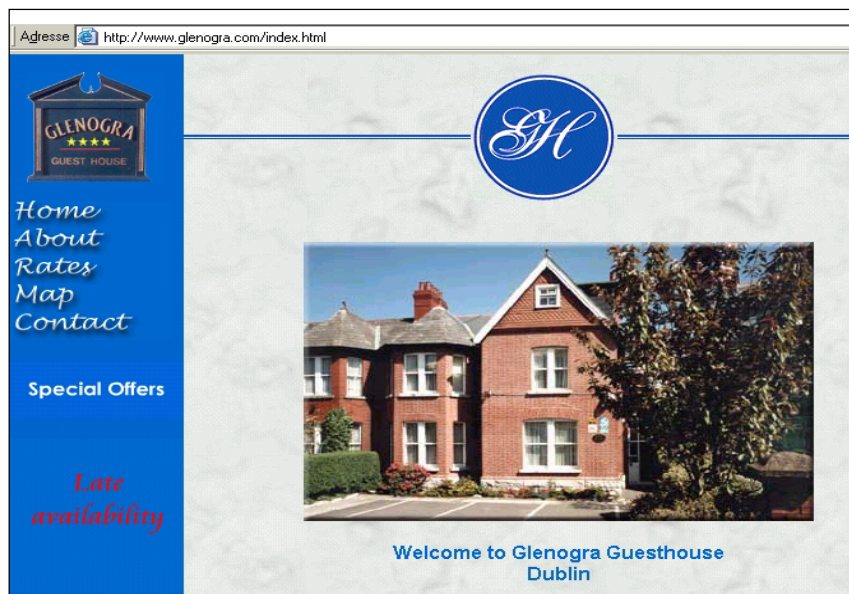 Adresse http://www.glenogra.com/index.html
GLENOGRA
GUEST HOUSE
GH
Home
About
Rates
Map
Contact
Special Offers
Late
availability
Welcome to Glenogra Guesthouse
Dublin